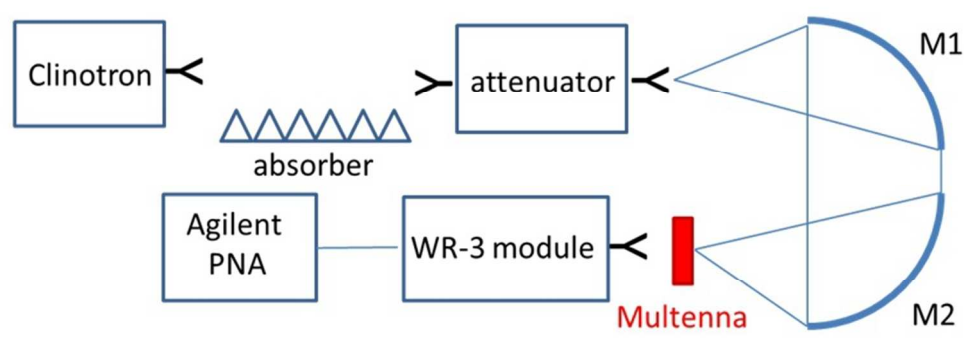 Clinotron
attenuator
M1
absorber
Agilent
PNA
WR-3 module
Multenna
M2